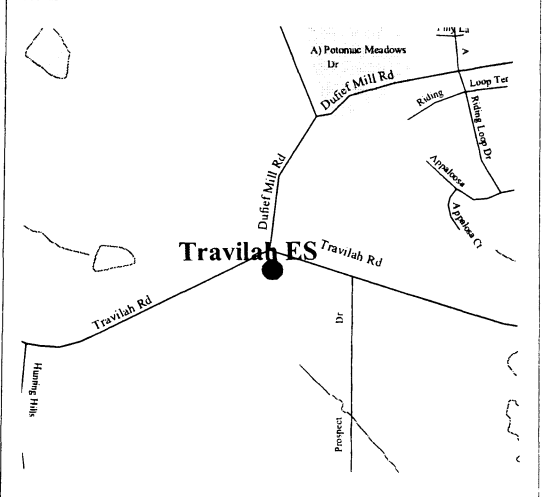 A) Potomac Meadows
Dr
A
Dufief Mill Rd
Riding
Loop Ter
Riding Loop Dr
Dufief Mill Rd
Appaloosa
Appalosa Ct
Travilah ES
Travilah Rd
Travilah Rd
Dr
Prospect
Hunting Hills